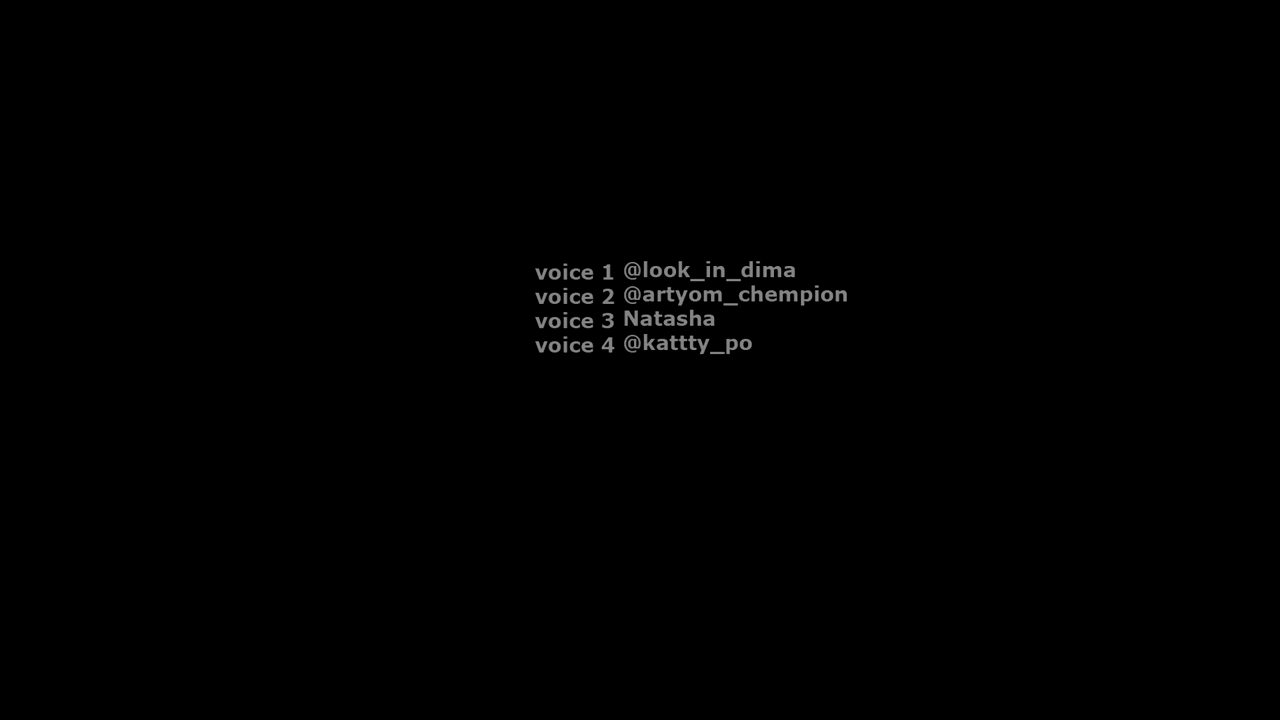 voice 1 @look_in_dima
voice 2 @artyom_chempion
voice 3 Natasha
voice 4 @kattty_po